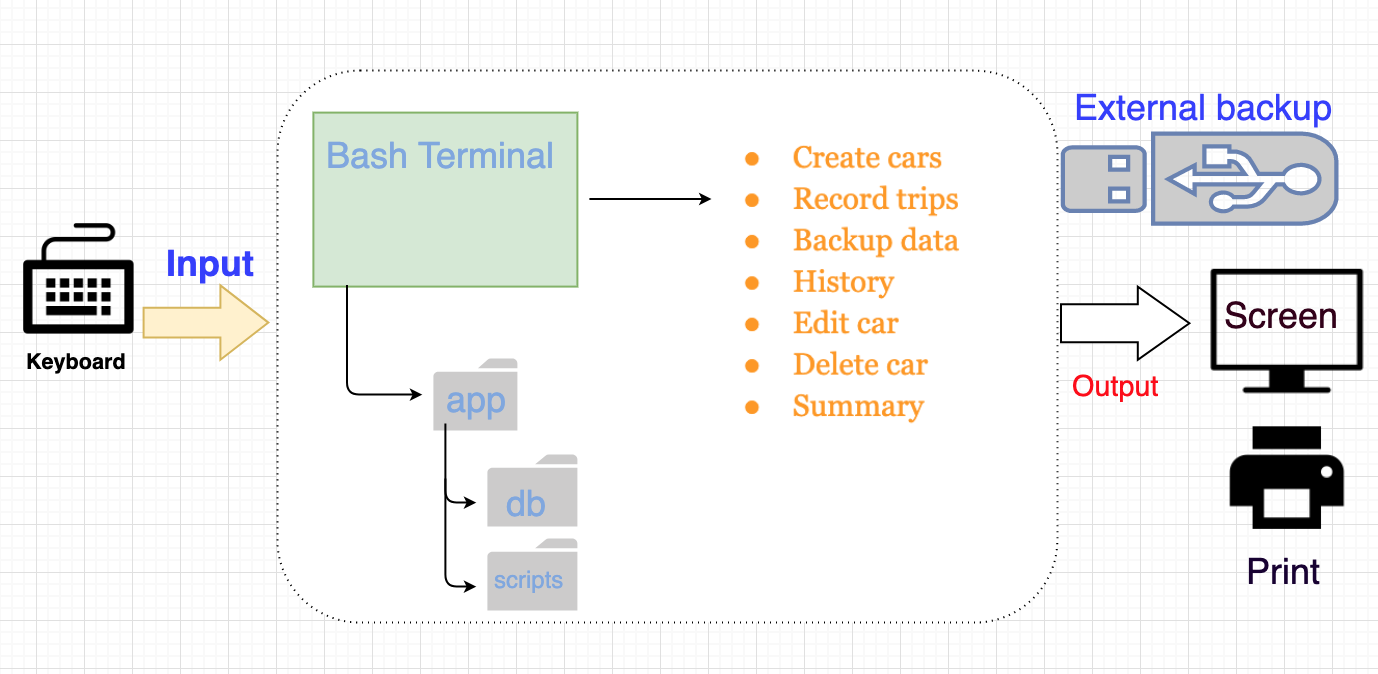 External backup
Bash Terminal
Create cars
Record trips
Backup data
History
Edit car
Delete car
Summary
Input
Keyboard
app
db
scripts
Screen
Output
Print